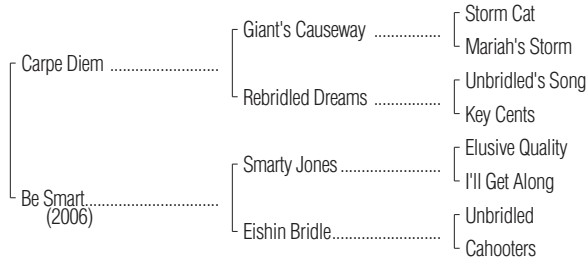 Storm Cat
Giant's Causeway ..................
Mariah's Storm
Carpe Diem .........................
Unbridled's Song
Rebridled Dreams ..................
Key Cents
Elusive Quality
Smarty Jones .......................
I'll Get Along
Be Smart...............................
(2006)
Unbridled
Eishin Bridle.........................
Cahooters